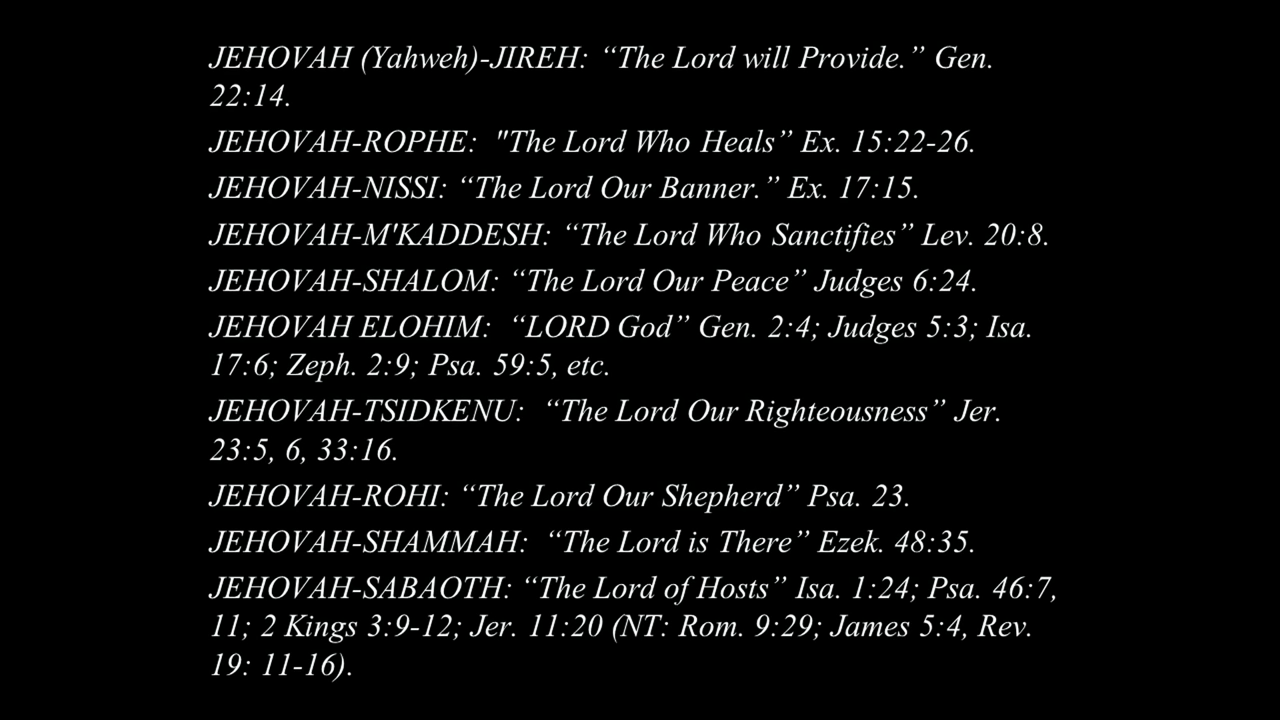 JEHOVAH (Yahweh)-JIREH: “The Lord will Provide.” Gen.
22:14.
JEHOVAH-ROPHE: "The Lord Who Heals” Ex. 15:22-26.
JEHOVAH-NISSI: “The Lord Our Banner.” Ex. 17:15.
JEHOVAH-M'KADDESH: “The Lord Who Sanctifies” Lev. 20:8.
JEHOVAH-SHALOM: “The Lord Our Peace” Judges 6:24.
JEHOVAH ELOHIM: “LORD God” Gen. 2:4; Judges 5:3; Isa.
17:6; Zeph. 2:9; Psa. 59:5, etc.
JEHOVAH-TSIDKENU: “The Lord Our Righteousness” Jer.
23:5, 6, 33:16.
JEHOVAH-ROHI: “The Lord Our Shepherd” Psa. 23.
JEHOVAH-SHAMMAH: “The Lord is There” Ezek. 48:35.
JEHOVAH-SABAOTH: “The Lord of Hosts” Isa. 1:24; Psa. 46:7,
11; 2 Kings 3:9-12; Jer. 11:20 (NT: Rom. 9:29; James 5:4, Rev.
19: 11-16).